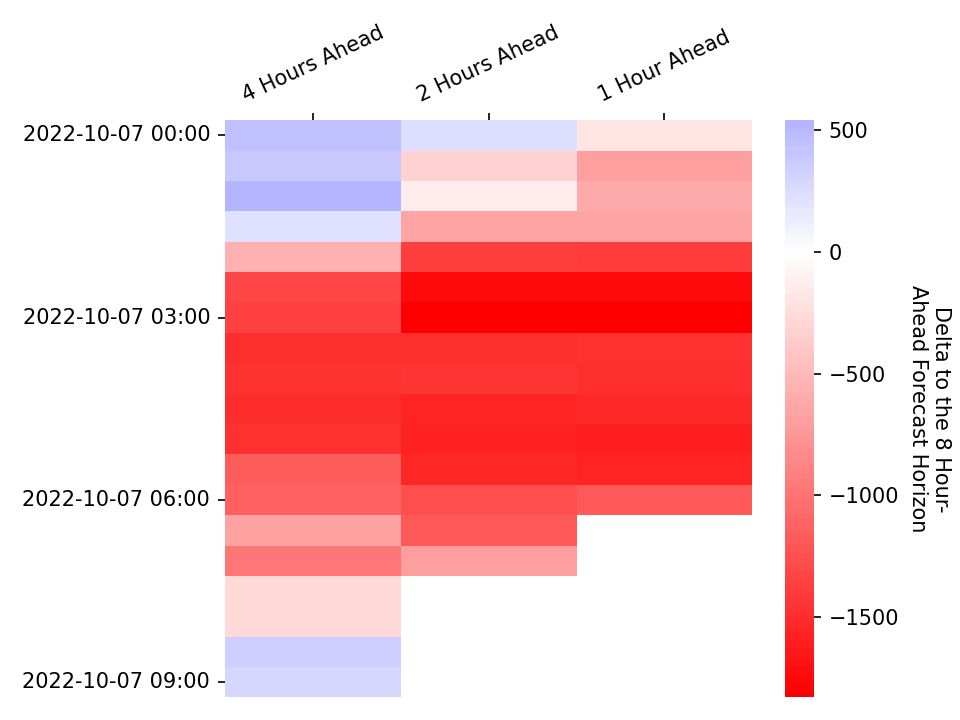 4 Hours Ahead
2 Hours Ahead
1 Hour Ahead
2022-10-07 00:00
2022-10-07 03:00
2022-10-07 06:00
2022-10-07 09:00
500
0
−500
−1000
−1500
Delta to the 8 Hour-
Ahead Forecast Horizon